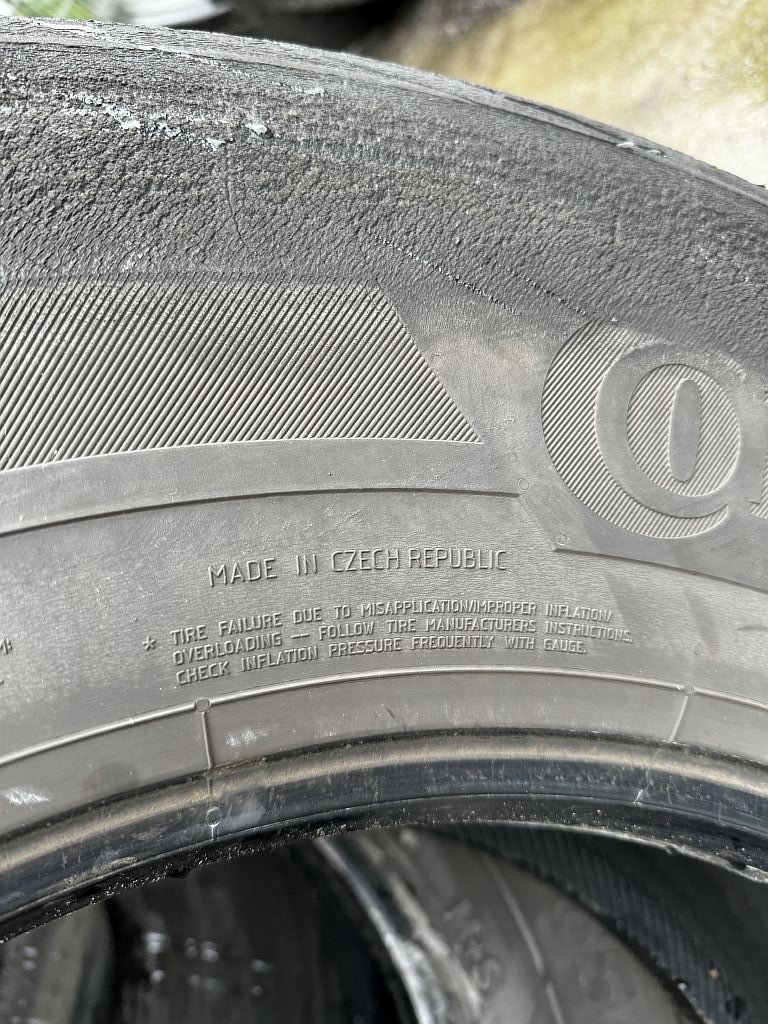 MADE IN CZECH REPUBLIC
* TIRE FAILURE DUE TO MISAPPLICATION/IMPROPER INFLATION/
OVERLOADING — FOLLOW TIRE MANUFACTURERS INSTRUCTIONS.
CHECK INFLATION PRESSURE FREQUENTLY WITH GAUGE.
M+S